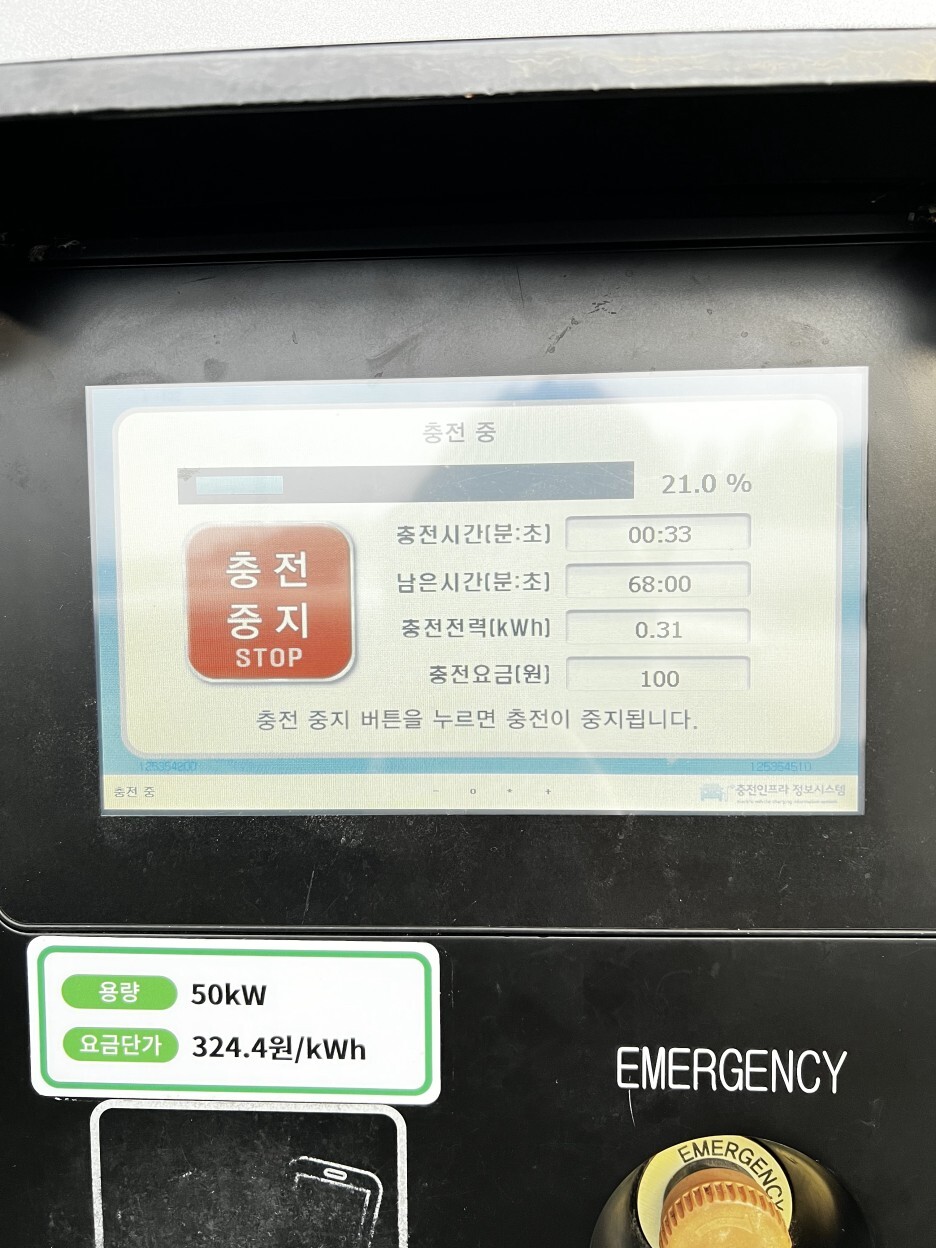 충전 중
21.0 %
충전시간(분:초) 00:33
남은시간(분:초) 68:00
충전전력(kWh) 0.31
충전요금(원) 100
충전
중지
STOP
충전 중지 버튼을 누르면 충전이 중지됩니다.
125354200 125354510
충전 중 - o * + 충전인프라 정보시스템
용량 50kW
요금단가 324.4원/kWh
EMERGENCY
EMERGENCY